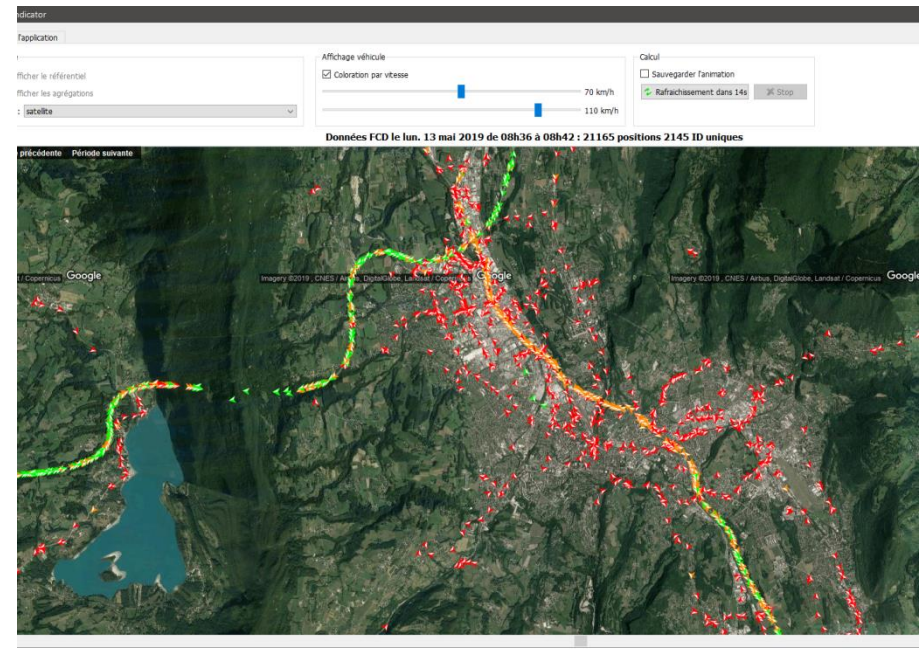 ndicator
l'application
Affichage véhicule
Calcul
fficher le référentiel
Coloration par vitesse
Sauvegarder l'animation
fficher les agrégations
70 km/h
Rafraichissement dans 14s
Stop
: satellite
110 km/h
Données FCD le lun. 13 mai 2019 de 08h36 à 08h42 : 21165 positions 2145 ID uniques
précédente Période suivante
t / Copernicus Google
Imagery ©2019 , CNES / Airbus, DigitalGlobe, Landsat / Copernicus Google
Imagery ©2019 , CNES / Airbus, DigitalGlobe, Landsat / Copernicus Google